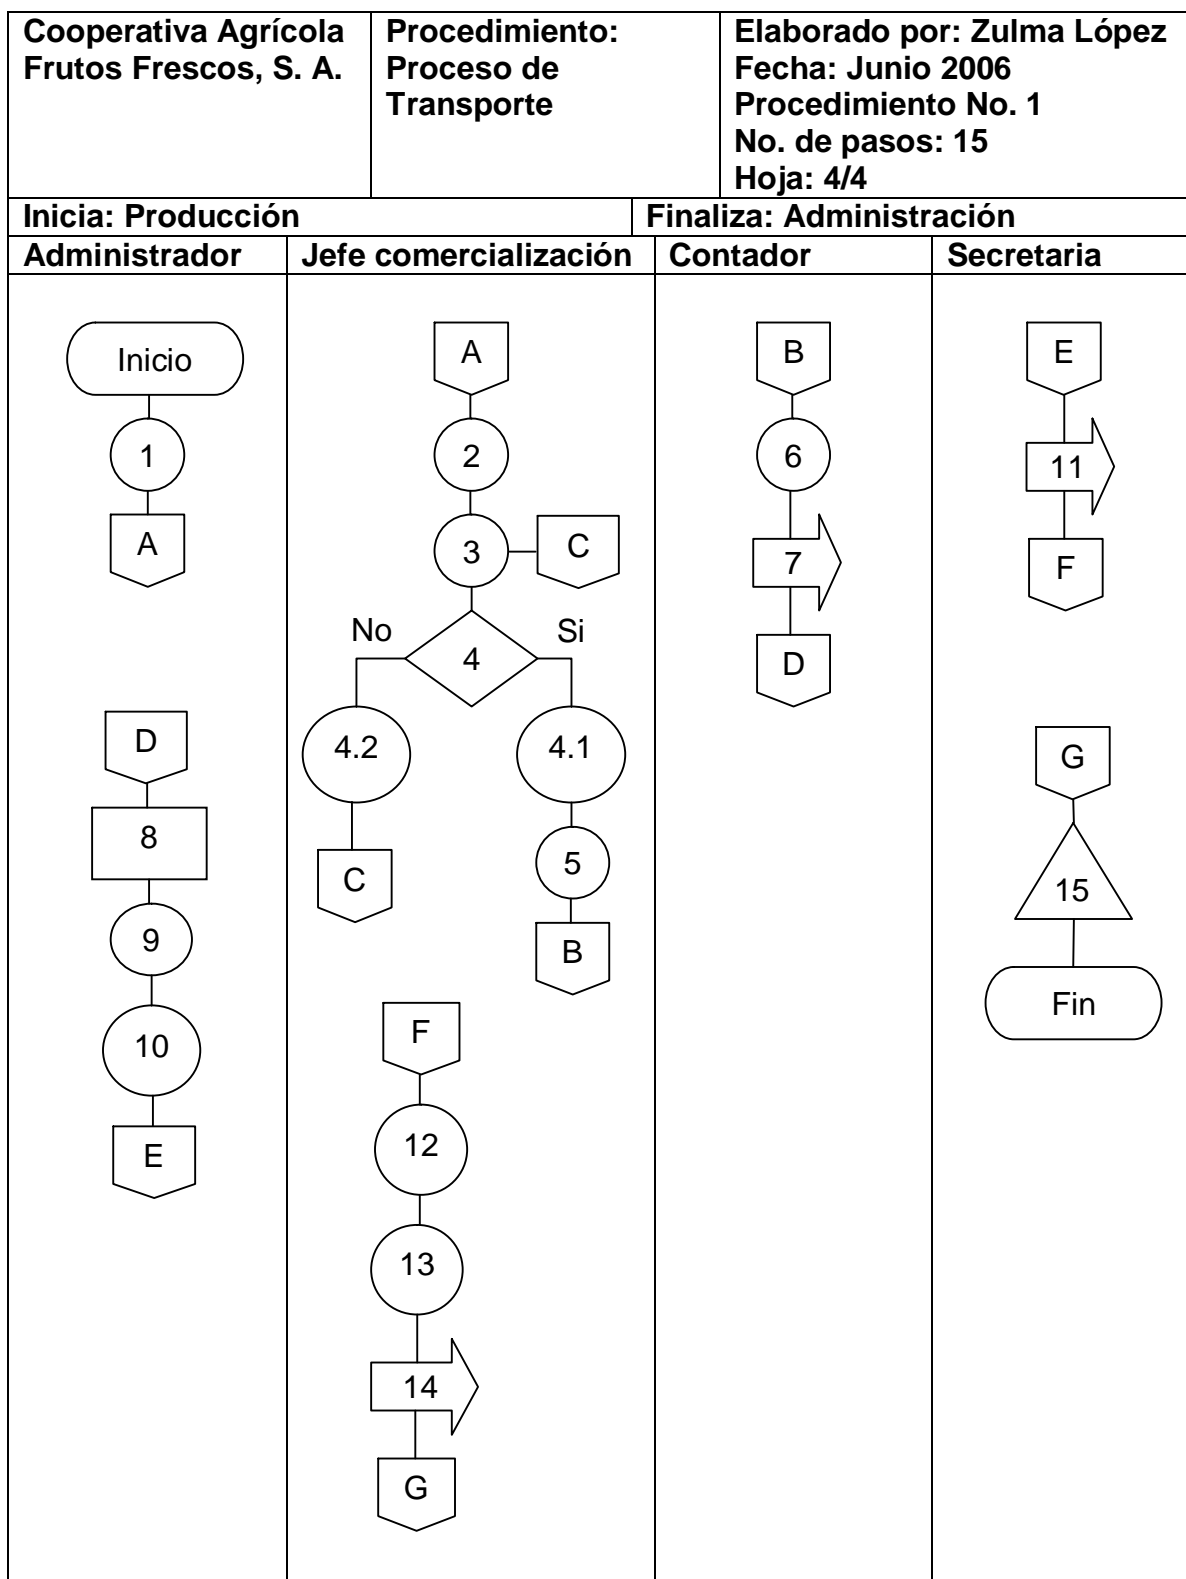 Cooperativa Agrícola
Frutos Frescos, S. A.
Procedimiento:
Proceso de
Transporte
Elaborado por: Zulma López
Fecha: Junio 2006
Procedimiento No. 1
No. de pasos: 15
Hoja: 4/4
Inicia: Producción
Finaliza: Administración
Administrador
Jefe comercialización
Contador
Secretaria
Inicio
1
A
D
8
9
10
E
A
2
3
C
4
No
Si
4.2
4.1
C
5
B
F
12
13
14
G
B
6
7
D
E
11
F
G
15
Fin